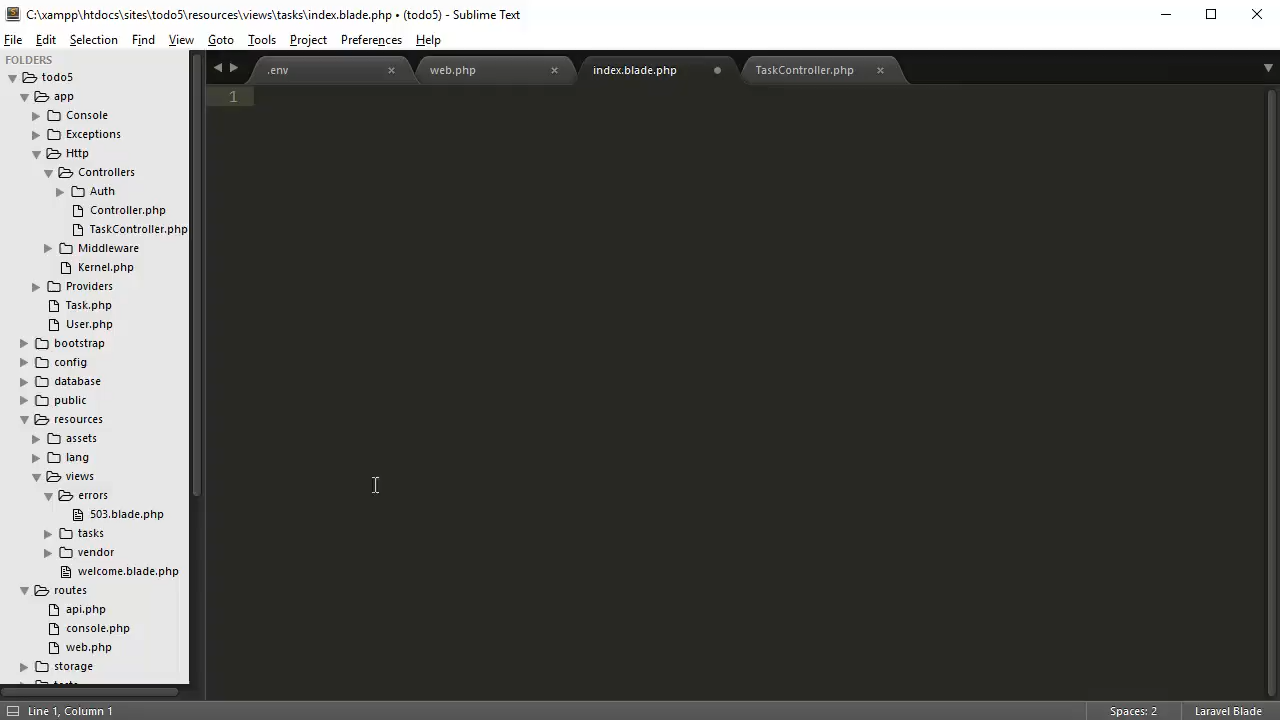 C:\xampp\htdocs\sites\todo5\resources\views\tasks\index.blade.php • (todo5) - Sublime Text
File Edit Selection Find View Goto Tools Project Preferences Help
FOLDERS
todo5
app
Console
Exceptions
Http
Controllers
Auth
Controller.php
TaskController.php
Middleware
Kernel.php
Providers
Task.php
User.php
bootstrap
config
database
public
resources
assets
lang
views
errors
503.blade.php
tasks
vendor
welcome.blade.php
routes
api.php
console.php
web.php
storage
.env web.php index.blade.php TaskController.php
1
Line 1, Column 1 Spaces: 2 Laravel Blade